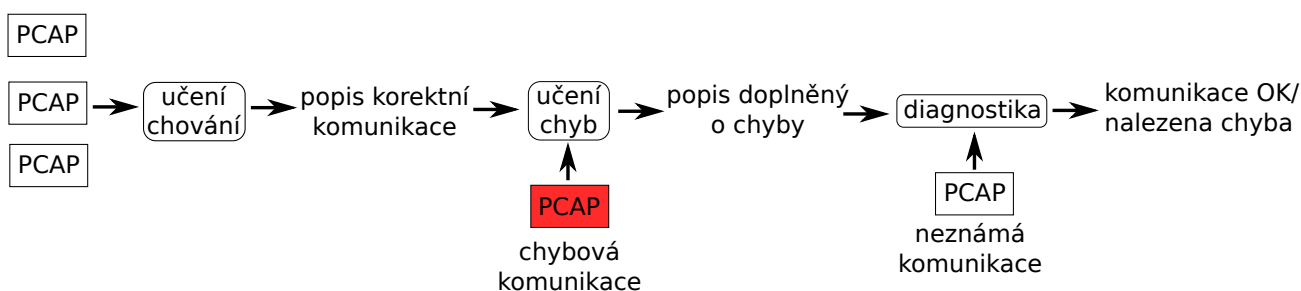 PCAP
PCAP
PCAP
učení
chování
popis korektní
komunikace
učení
chyb
PCAP
chybová
komunikace
popis doplněný
o chyby
diagnostika
PCAP
neznámá
komunikace
komunikace OK/
nalezena chyba